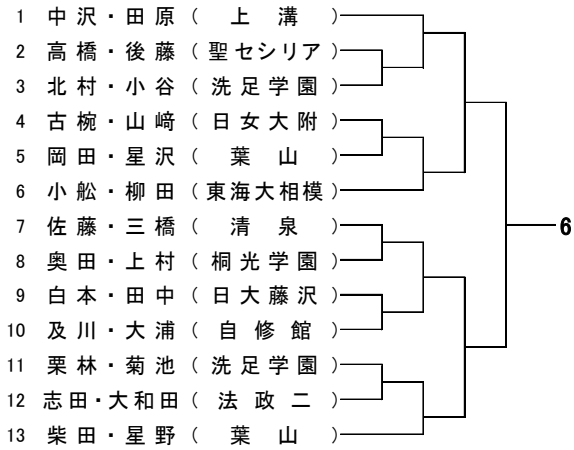 1 中沢・田原 ( 上 溝 )
2 高橋・後藤 ( 聖セシリア )
3 北村・小谷 ( 洗足学園 )
4 古椀・山﨑 ( 日女大附 )
5 岡田・星沢 ( 葉 山 )
6 小舩・柳田 ( 東海大相模 )
7 佐藤・三橋 ( 清 泉 )
6
8 奥田・上村 ( 桐光学園 )
9 白本・田中 ( 日大藤沢 )
10 及川・大浦 ( 自修館 )
11 栗林・菊池 ( 洗足学園 )
12 志田・大和田 ( 法政二 )
13 柴田・星野 ( 葉 山 )